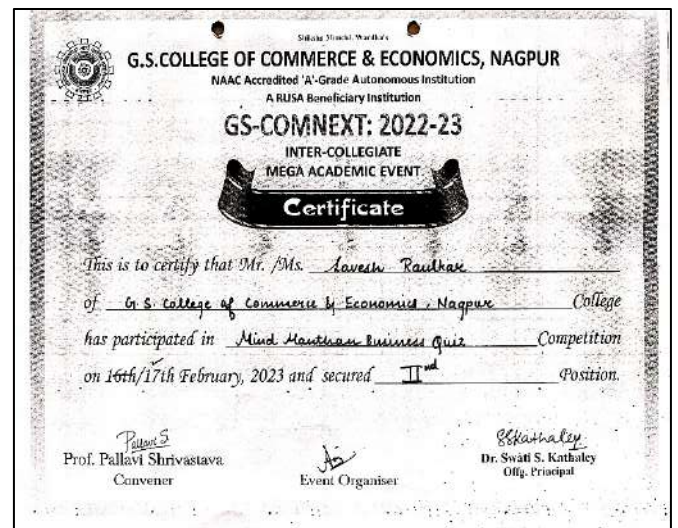 Shiksha Mandal, Wardha's
G.S.COLLEGE OF COMMERCE & ECONOMICS, NAGPUR
NAAC Accredited 'A'-Grade Autonomous Institution
A RUSA Beneficiary Institution
GS-COMNEXT: 2022-23
INTER-COLLEGIATE
MEGA ACADEMIC EVENT
Certificate
This is to certify that Mr. /Ms. Aavesh Raulkar
of G. S. College of Commerce & Economics, Nagpur College
has participated in Mind Manthan Business Quiz Competition
on 16th/17th February, 2023 and secured IInd Position.
Pallavi S
SSKathaley
Prof. Pallavi Shrivastava
Dr. Swati S. Kathaley
Convener
Event Organiser
Offg. Principal